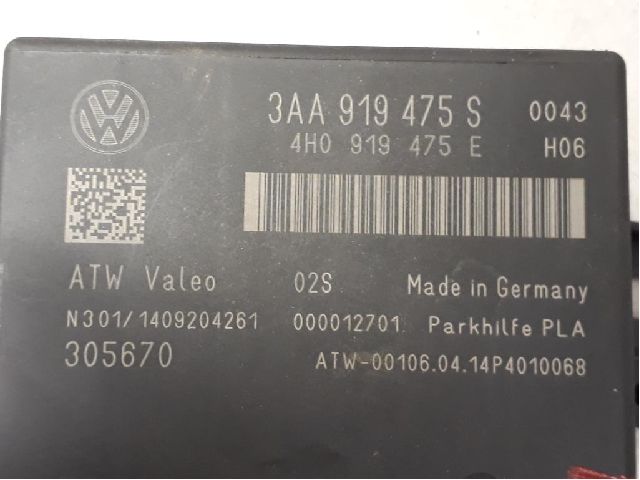 3AA 919 475 S 0043
4H0 919 475 E H06
ATW Valeo 02S Made in Germany
N301/1409204261 000012701 Parkhilfe PLA
305670 ATW-00106.04.14P4010068